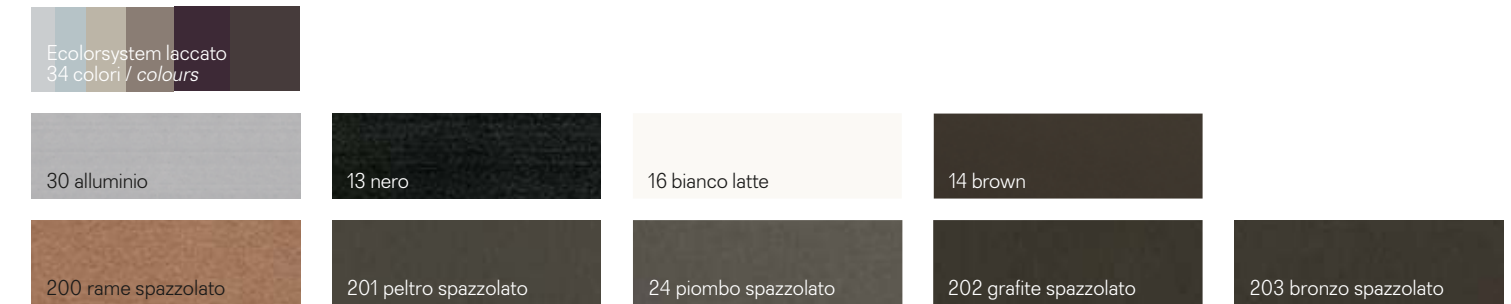 Ecolorsystem laccato
34 colori / colours
30 alluminio
13 nero
16 bianco latte
14 brown
200 rame spazzolato
201 peltro spazzolato
24 piombo spazzolato
202 grafite spazzolato
203 bronzo spazzolato